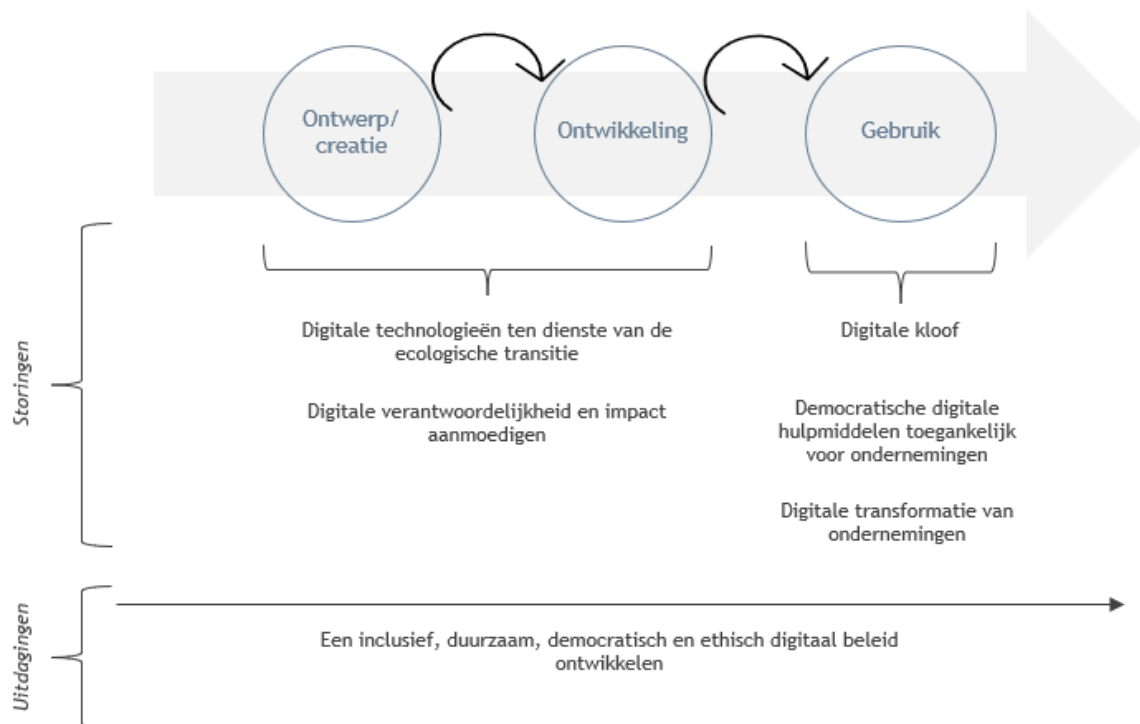 Ontwerp/
creatie
Ontwikkeling
Gebruik
Storingen
Digitale technologieën ten dienste van de
ecologische transitie
Digitale verantwoordelijkheid en impact
aanmoedigen
Digitale kloof
Democratische digitale
hulpmiddelen toegankelijk
voor ondernemingen
Digitale transformatie van
ondernemingen
Uitdagingen
Een inclusief, duurzaam, democratisch en ethisch digitaal beleid
ontwikkelen